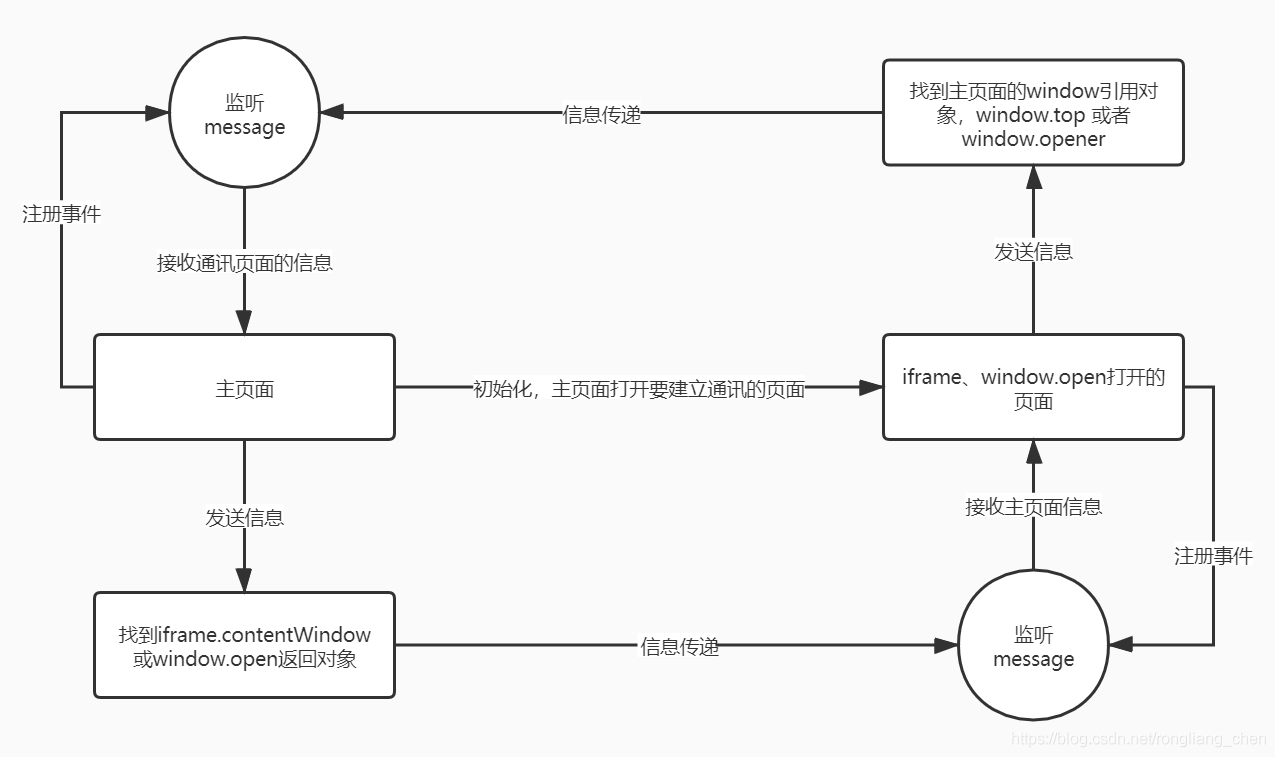 监听
message
信息传递
找到主页面的window引用对
象，window.top 或者
window.opener
注册事件
接收通讯页面的信息
发送信息
主页面
初始化，主页面打开要建立通讯的页面
iframe、window.open打开的
页面
发送信息
接收主页面信息
注册事件
找到iframe.contentWindow
或window.open返回对象
信息传递
监听
message
https://blog.csdn.net/rongliang_chen